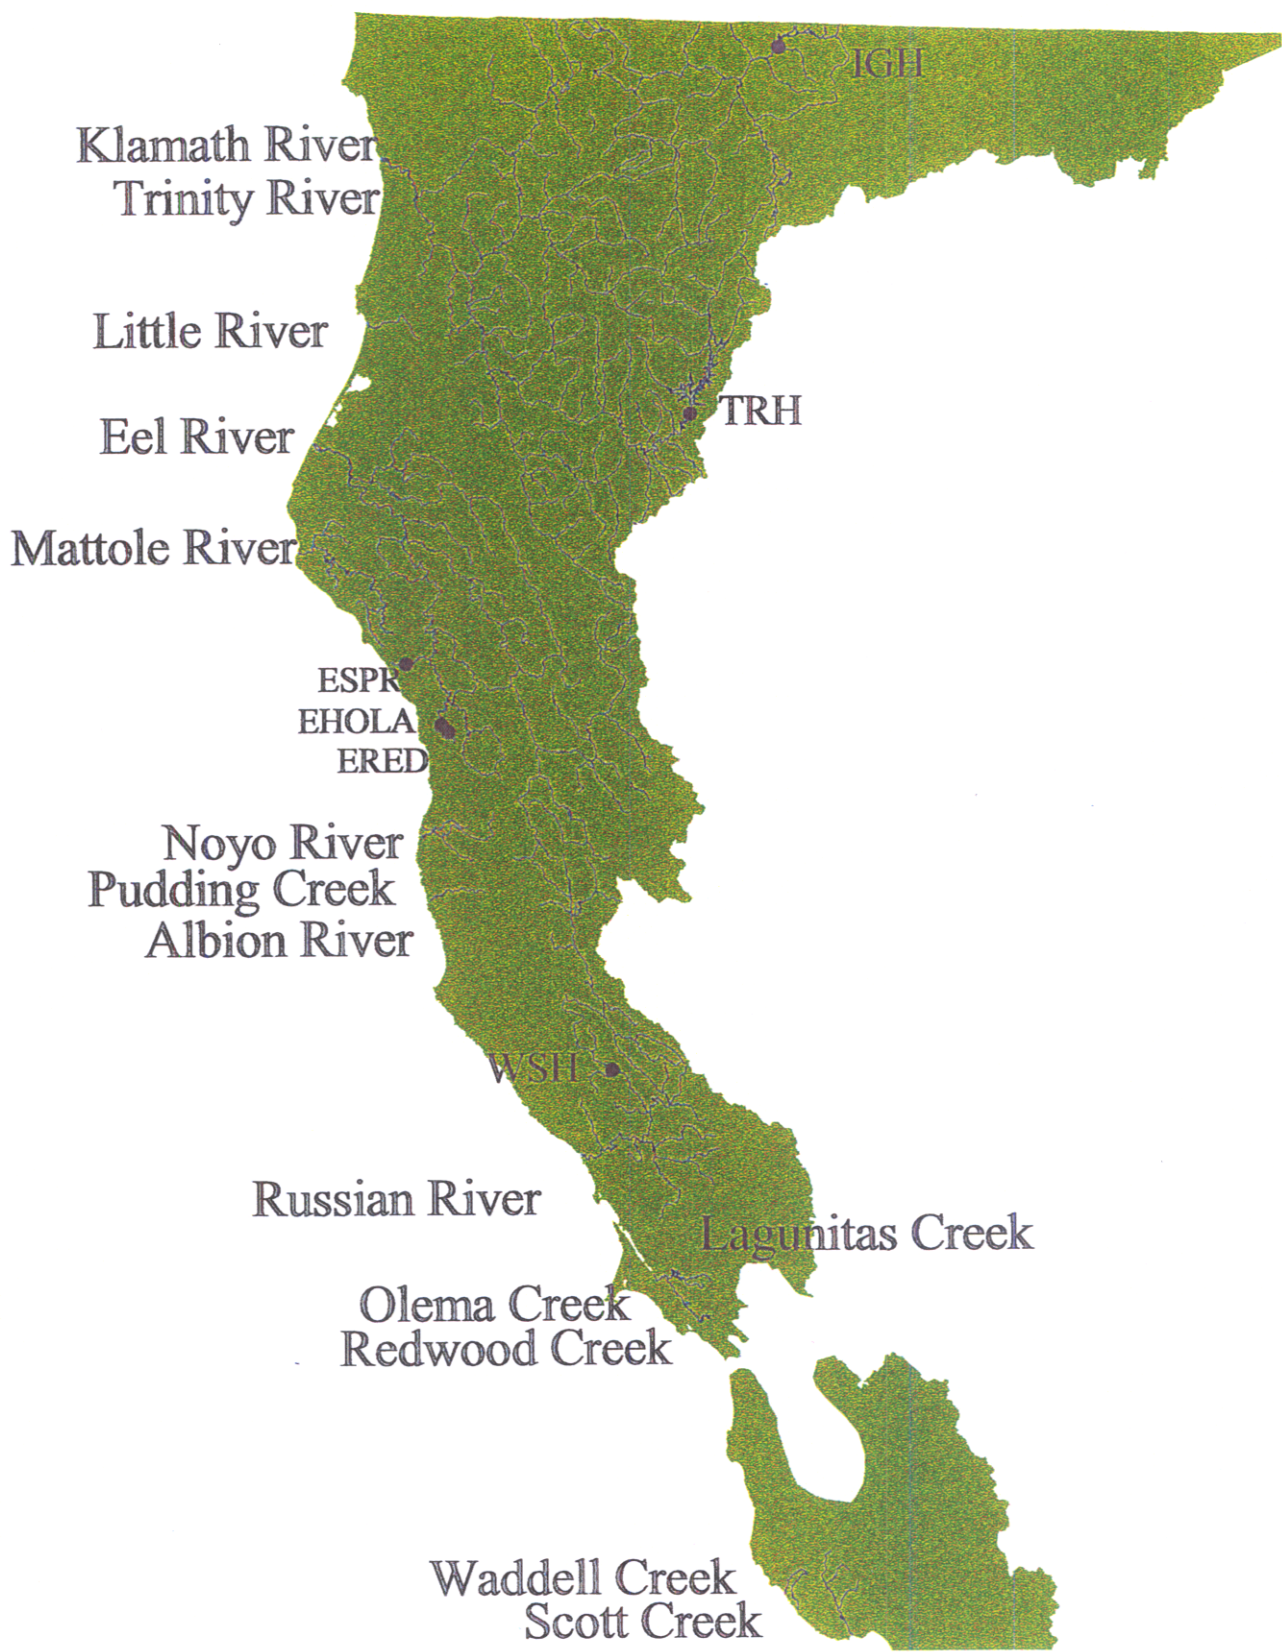 IGH
Klamath River
Trinity River
Little River
TRH
Eel River
Mattole River
ESPR
EHOLA
ERED
Noyo River
Pudding Creek
Albion River
WSH
Russian River
Lagunitas Creek
Olema Creek
Redwood Creek
Waddell Creek
Scott Creek